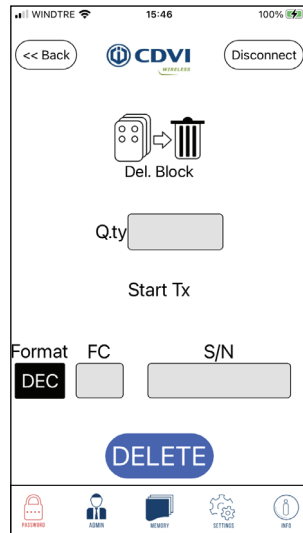 WINDTRE 15:46 100%
<< Back CDVI Disconnect
WIRELESS
Del. Block
Q.ty
Start Tx
Format FC S/N
DEC
DELETE
PASSWORD ADMIN MEMORY SETTINGS INFO